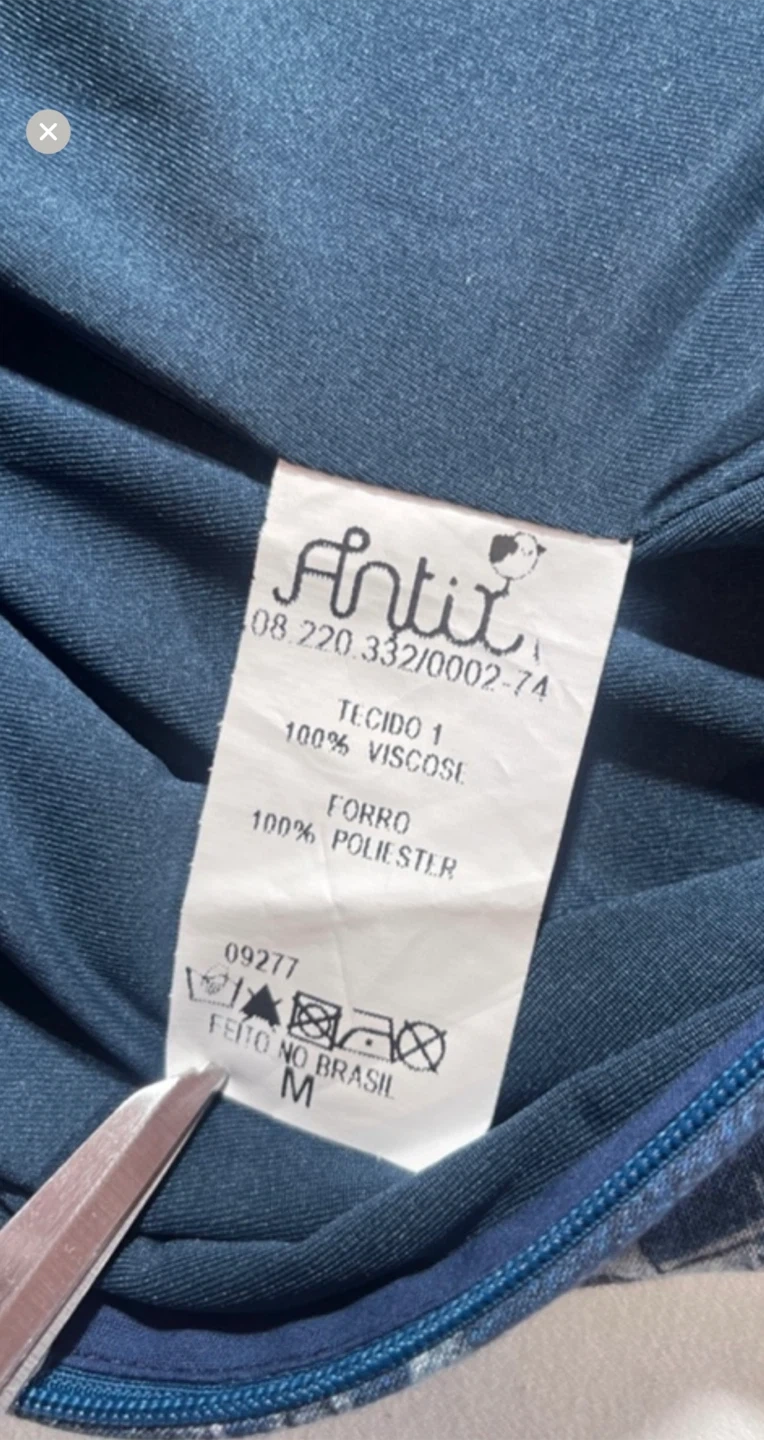 Antix
08.220.332/0002-74
TECIDO 1
100% VISCOSE
FORRO
100% POLIESTER
09277
FEITO NO BRASIL
M